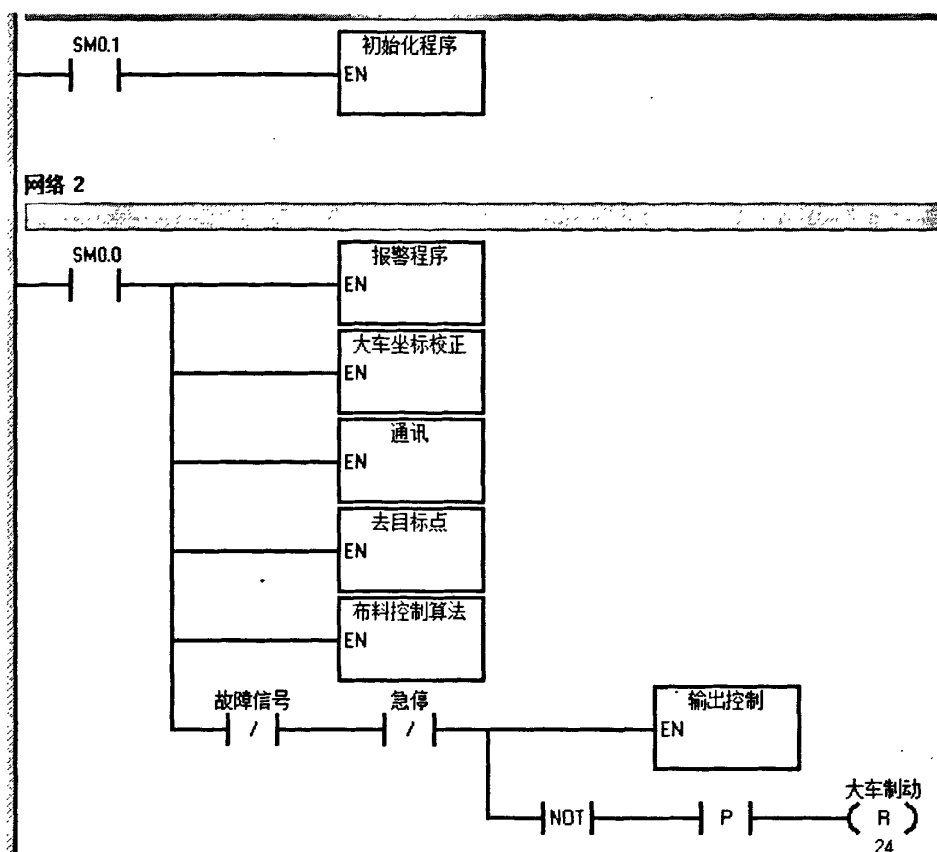 SM0.1
初始化程序
EN
网络 2
SM0.0
报警程序
EN
大车坐标校正
EN
通讯
EN
去目标点
EN
布料控制算法
EN
故障信号
/
急停
/
输出控制
EN
NOT
P
大车制动
R
24